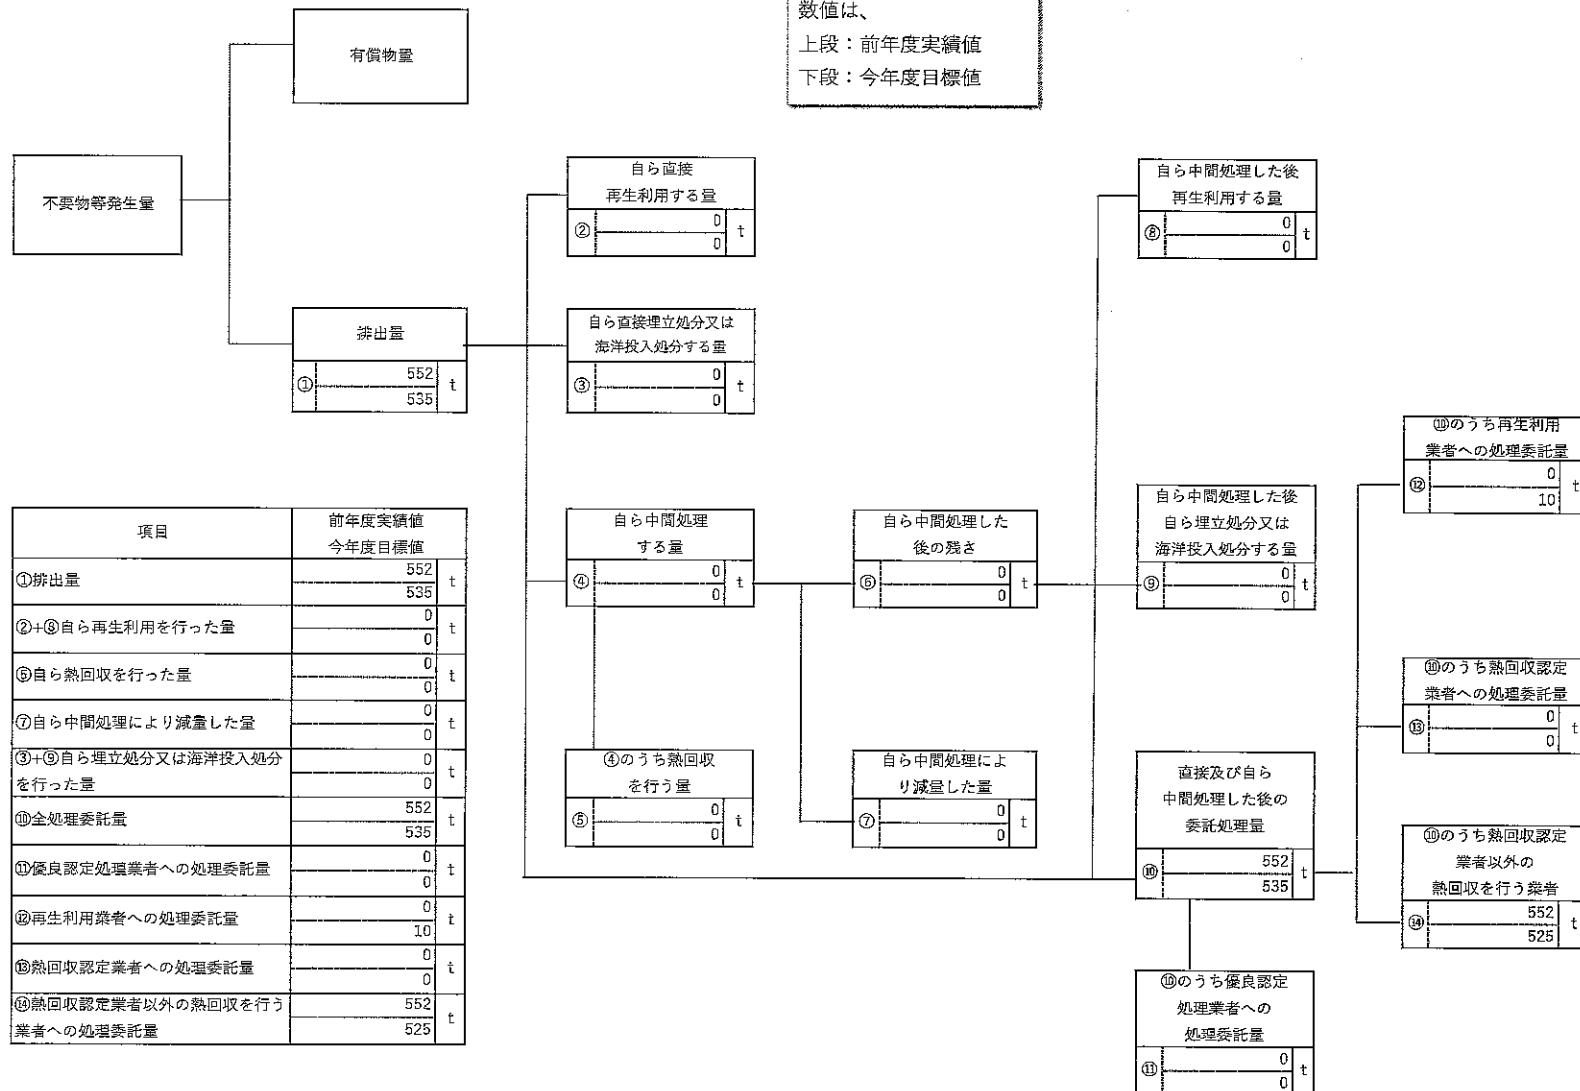 数値は、
上段：前年度実績値
下段：今年度目標値
有償物量
不要物等発生量
排出量
① 552 t
535
自ら直接
再生利用する量
② 0 t
0
自ら直接埋立処分又は
海洋投入処分する量
③ 0 t
0
自ら中間処理した後
再生利用する量
⑧ 0 t
0
自ら中間処理
する量
④ 0 t
0
自ら中間処理した
後の残さ
⑥ 0 t
0
自ら中間処理した後
自ら埋立処分又は
海洋投入処分する量
⑨ 0 t
0
⑩のうち再生利用
業者への処理委託量
⑫ 0 t
10
⑩のうち熱回収認定
業者への処理委託量
⑬ 0 t
0
④のうち熱回収
を行う量
⑤ 0 t
0
自ら中間処理によ
り減量した量
⑦ 0 t
0
直接及び自ら
中間処理した後の
委託処理量
⑩ 552 t
535
⑩のうち熱回収認定
業者以外の
熱回収を行う業者
⑭ 552 t
525
⑩のうち優良認定
処理業者への
処理委託量
⑪ 0 t
0
項目 前年度実績値
今年度目標値
①排出量 552 t
535
②+⑧自ら再生利用を行った量 0 t
0
⑤自ら熱回収を行った量 0 t
0
⑦自ら中間処理により減量した量 0 t
0
③+⑨自ら埋立処分又は海洋投入処分
を行った量 0 t
0
⑩全処理委託量 552 t
535
⑪優良認定処理業者への処理委託量 0 t
0
⑫再生利用業者への処理委託量 0 t
10
⑬熱回収認定業者への処理委託量 0 t
0
⑭熱回収認定業者以外の熱回収を行う
業者への処理委託量 552 t
525